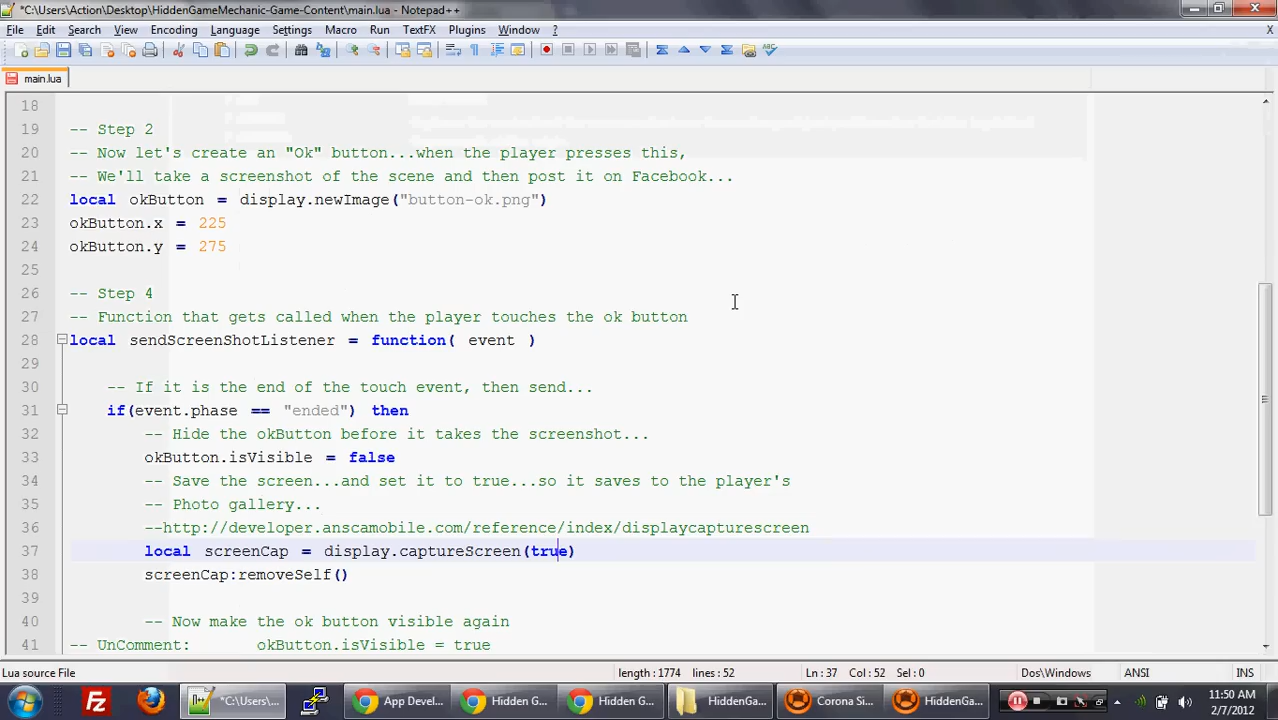 *C:\Users\Action\Desktop\HiddenGameMechanic-Game-Content\main.lua - Notepad++
File Edit Search View Encoding Language Settings Macro Run TextFX Plugins Window ? X
main.lua
18
19 -- Step 2
20 -- Now let's create an "Ok" button...when the player presses this,
21 -- We'll take a screenshot of the scene and then post it on Facebook...
22 local okButton = display.newImage("button-ok.png")
23 okButton.x = 225
24 okButton.y = 275
25
26 -- Step 4
27 -- Function that gets called when the player touches the ok button
28 local sendScreenShotListener = function( event )
29
30 -- If it is the end of the touch event, then send...
31 if(event.phase == "ended") then
32 -- Hide the okButton before it takes the screenshot...
33 okButton.isVisible = false
34 -- Save the screen...and set it to true...so it saves to the player's
35 -- Photo gallery...
36 --http://developer.anscamobile.com/reference/index/displaycapturescreen
37 local screenCap = display.captureScreen(true)
38 screenCap:removeSelf()
39
40 -- Now make the ok button visible again
41 -- UnComment: okButton.isVisible = true
Lua source File length : 1774 lines : 52 Ln : 37 Col : 52 Sel : 0 Dos\Windows ANSI INS
*C:\Users\... App Devel... Hidden G... Hidden G... HiddenGa... Corona Si... HiddenGa... 11:50 AM
2/7/2012